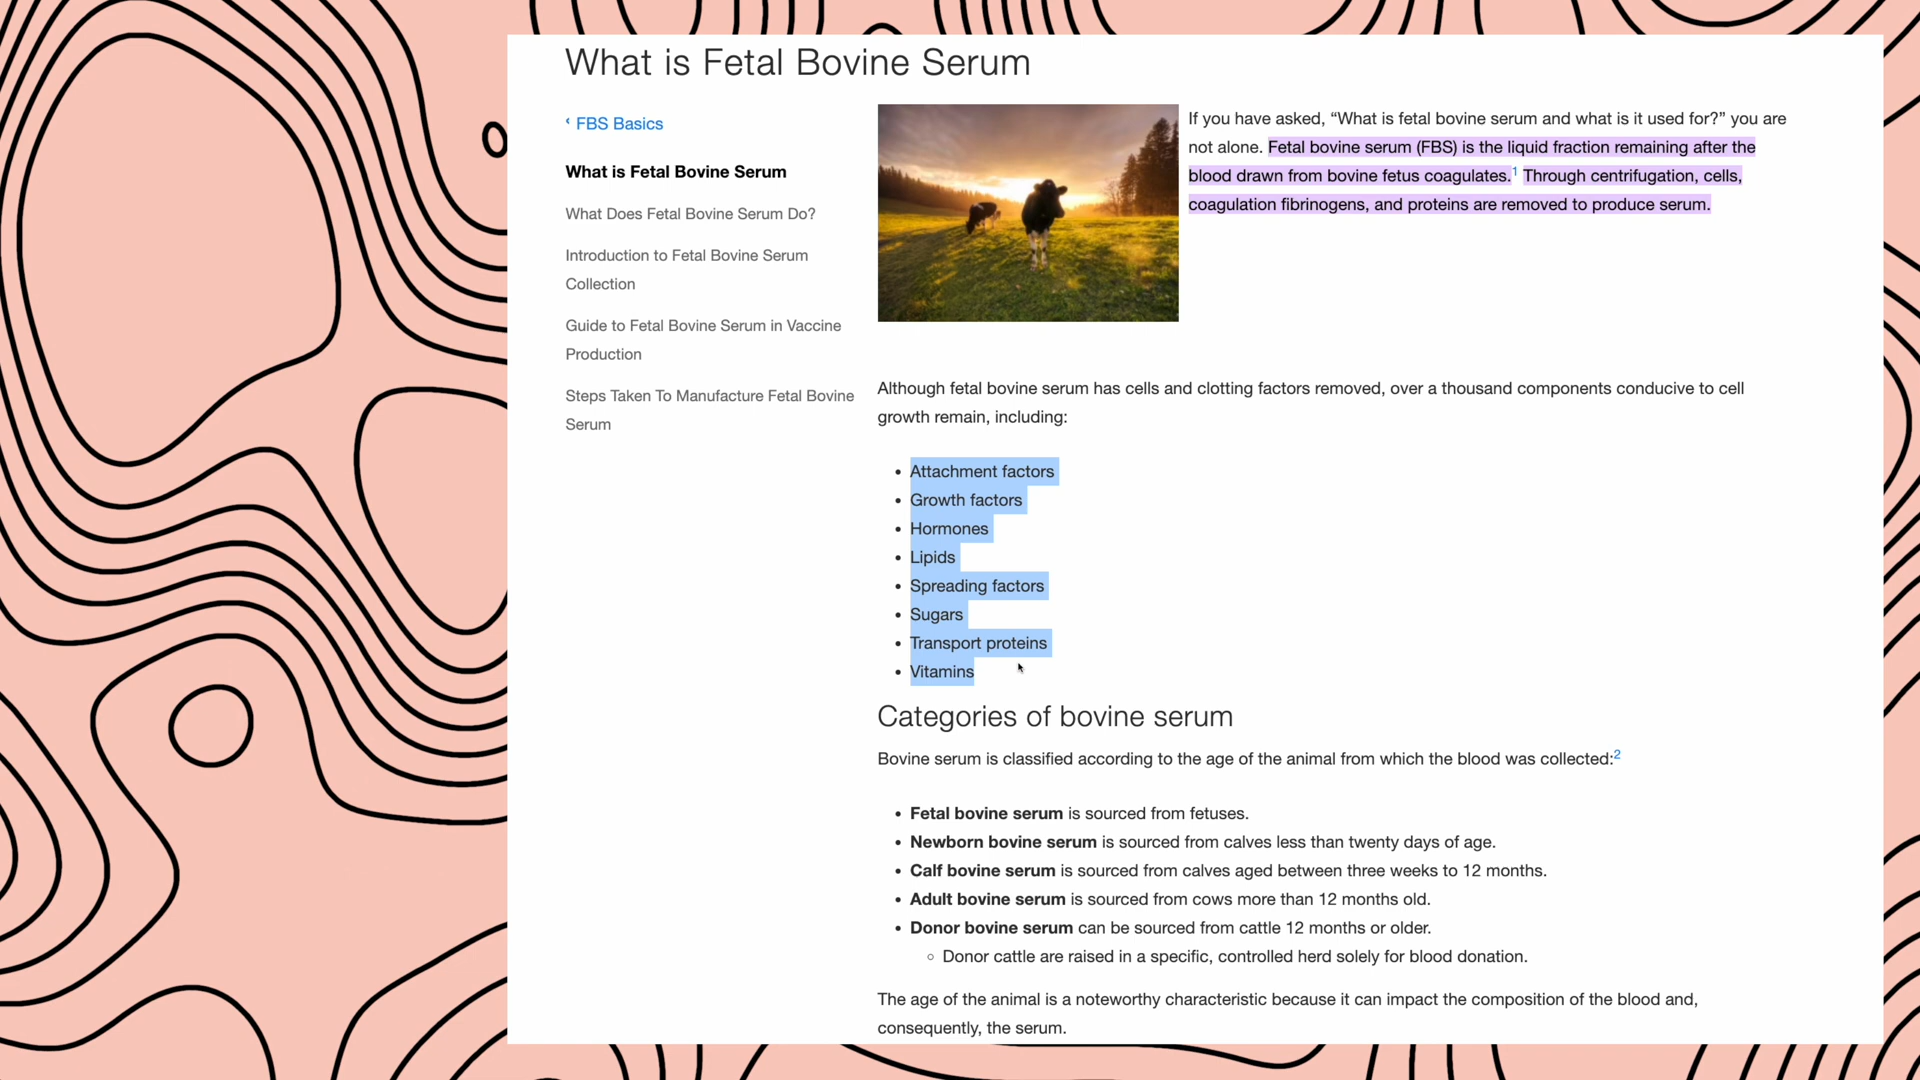 What is Fetal Bovine Serum
‹ FBS Basics
What is Fetal Bovine Serum
What Does Fetal Bovine Serum Do?
Introduction to Fetal Bovine Serum
Collection
Guide to Fetal Bovine Serum in Vaccine
Production
Steps Taken To Manufacture Fetal Bovine
Serum
If you have asked, “What is fetal bovine serum and what is it used for?” you are
not alone. Fetal bovine serum (FBS) is the liquid fraction remaining after the
blood drawn from bovine fetus coagulates.1 Through centrifugation, cells,
coagulation fibrinogens, and proteins are removed to produce serum.
Although fetal bovine serum has cells and clotting factors removed, over a thousand components conducive to cell
growth remain, including:
• Attachment factors
• Growth factors
• Hormones
• Lipids
• Spreading factors
• Sugars
• Transport proteins
• Vitamins
Categories of bovine serum
Bovine serum is classified according to the age of the animal from which the blood was collected:2
• Fetal bovine serum is sourced from fetuses.
• Newborn bovine serum is sourced from calves less than twenty days of age.
• Calf bovine serum is sourced from calves aged between three weeks to 12 months.
• Adult bovine serum is sourced from cows more than 12 months old.
• Donor bovine serum can be sourced from cattle 12 months or older.
◦ Donor cattle are raised in a specific, controlled herd solely for blood donation.
The age of the animal is a noteworthy characteristic because it can impact the composition of the blood and,
consequently, the serum.